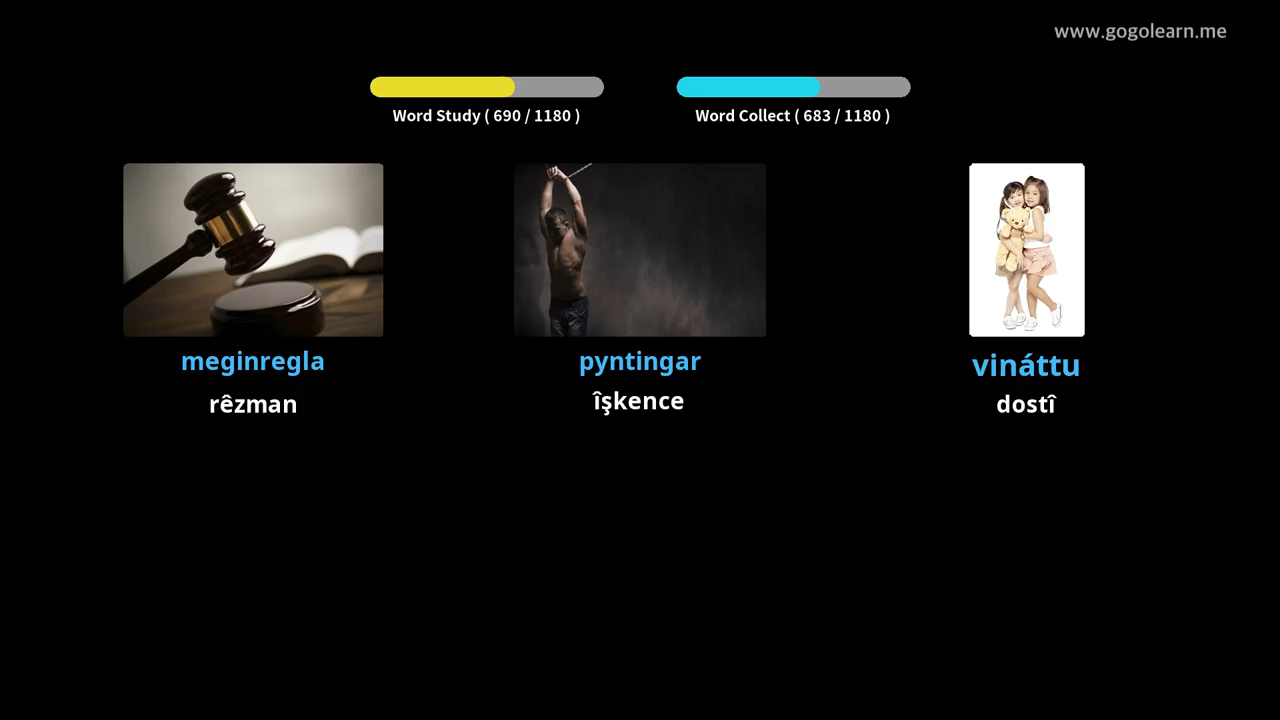 www.gogolearn.me
Word Study ( 690 / 1180 )
Word Collect ( 683 / 1180 )
meginregla
pyntingar
vináttu
rêzman
îşkence
dostî